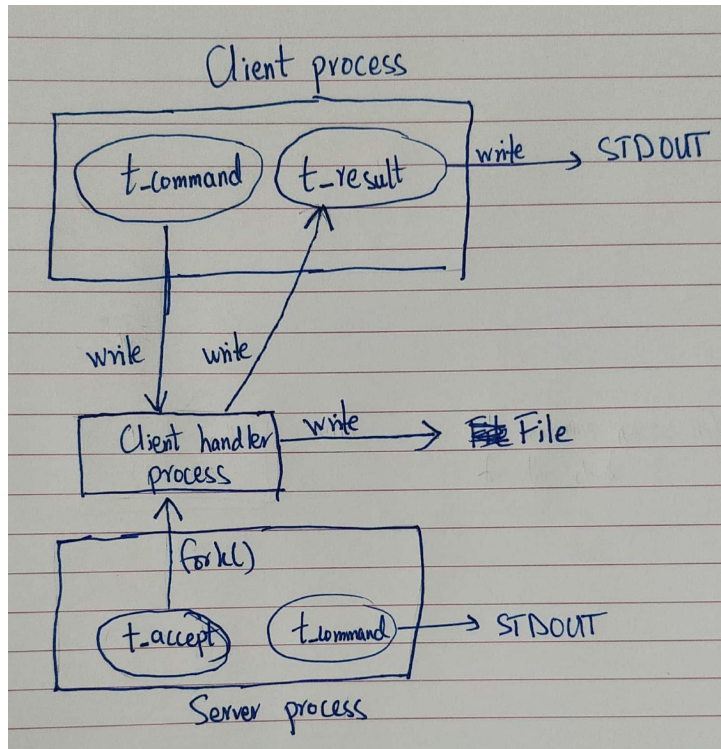 Client process
t_command
t_result
write
STDOUT
write
write
Client handler
process
write
File
fork()
t_accept
t_command
STDOUT
Server process